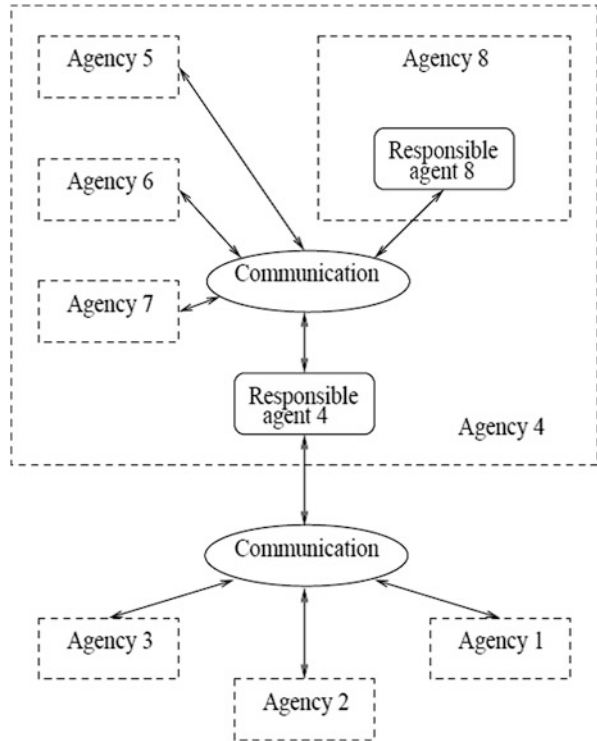 Agency 5
Agency 8
Responsible
agent 8
Agency 6
Communication
Agency 7
Responsible
agent 4
Agency 4
Communication
Agency 3
Agency 1
Agency 2